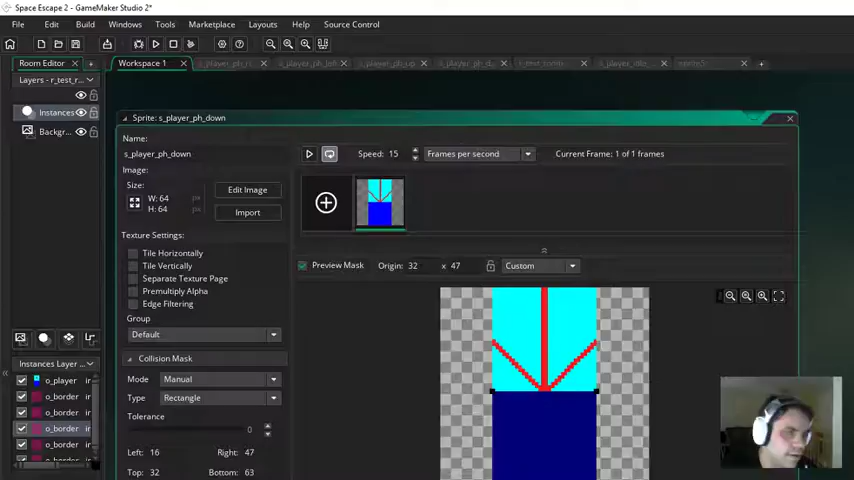 Space Escape 2 - GameMaker Studio 2*
File Edit Build Windows Tools Marketplace Layouts Help Source Control
Room Editor
Workspace 1
Layers - r_test_r...
Instances
Backgr...
Sprite: s_player_ph_down
Name:
s_player_ph_down
Image:
Size:
W: 64 px
H: 64 px
Edit Image
Import
Speed: 15 Frames per second Current Frame: 1 of 1 frames
Texture Settings:
Tile Horizontally
Tile Vertically
Separate Texture Page
Premultiply Alpha
Edge Filtering
Group
Default
Preview Mask Origin: 32 x 47 Custom
Collision Mask
Mode Manual
Type Rectangle
Tolerance
0
Left: 16 Right: 47
Top: 32 Bottom: 63
Instances Layer ...
o_player
o_border
o_border
o_border
o_border